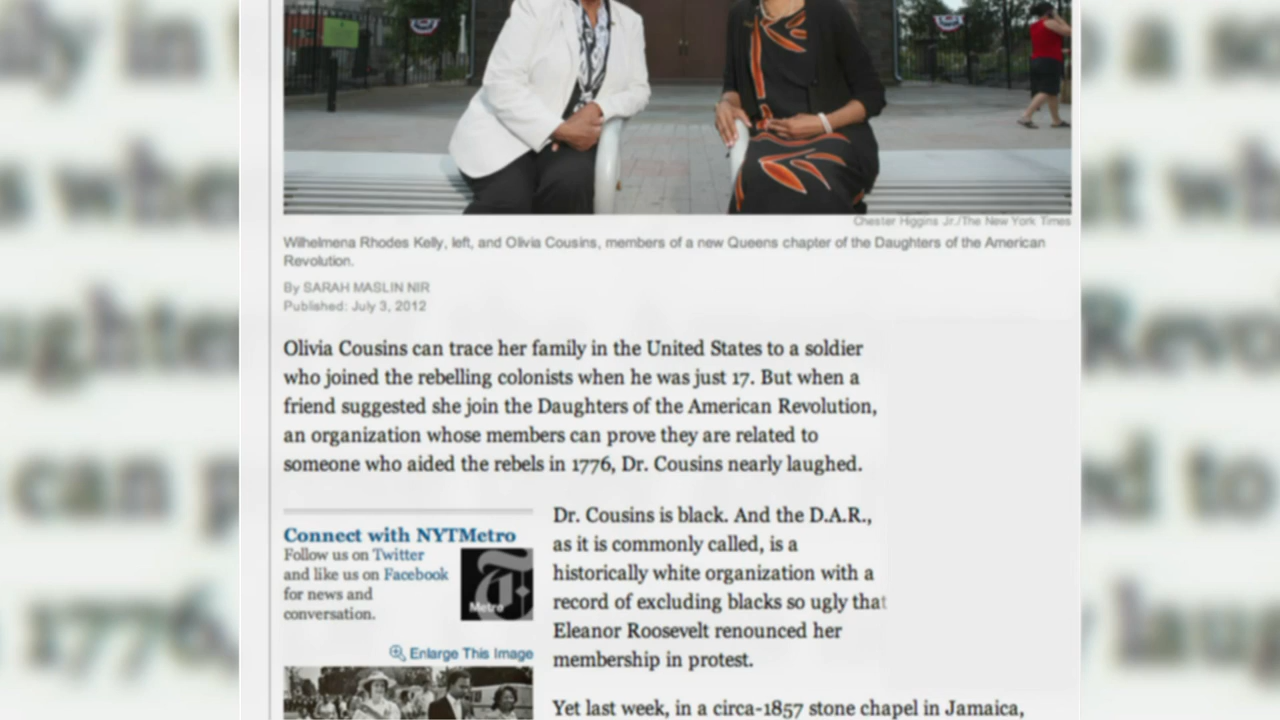 Chester Higgins Jr./The New York Times
Wilhelmena Rhodes Kelly, left, and Olivia Cousins, members of a new Queens chapter of the Daughters of the American
Revolution.
By SARAH MASLIN NIR
Published: July 3, 2012
Olivia Cousins can trace her family in the United States to a soldier
who joined the rebelling colonists when he was just 17. But when a
friend suggested she join the Daughters of the American Revolution,
an organization whose members can prove they are related to
someone who aided the rebels in 1776, Dr. Cousins nearly laughed.
Connect with NYTMetro
Follow us on Twitter
and like us on Facebook
for news and
conversation.
T
Metro
Enlarge This Image
Dr. Cousins is black. And the D.A.R.,
as it is commonly called, is a
historically white organization with a
record of excluding blacks so ugly that
Eleanor Roosevelt renounced her
membership in protest.
Yet last week, in a circa-1857 stone chapel in Jamaica,